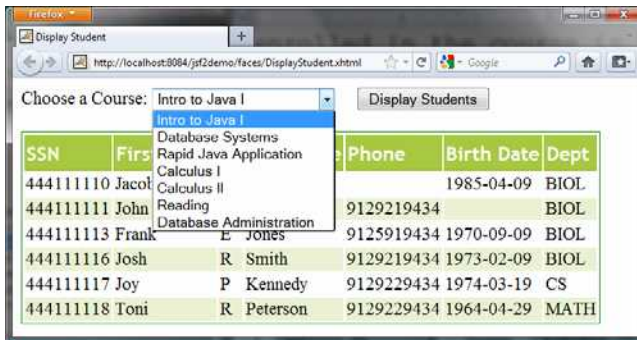 Firefox
Display Student
+
http://localhost:8084/jsf2demo/faces/DisplayStudent.xhtml
Google
Choose a Course: Intro to Java I
Display Students
Intro to Java I
Database Systems
Rapid Java Application
Calculus I
Calculus II
Reading
Database Administration
SSN Phone Birth Date Dept
444111110 1985-04-09 BIOL
444111111 John 9129219434 BIOL
444111113 Frank E Jones 9125919434 1970-09-09 BIOL
444111116 Josh R Smith 9129219434 1973-02-09 BIOL
444111117 Joy P Kennedy 9129229434 1974-03-19 CS
444111118 Toni R Peterson 9129229434 1964-04-29 MATH